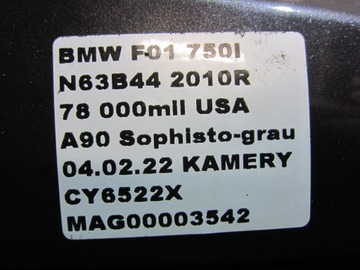 BMW F01 750I
N63B44 2010R
78 000mil USA
A90 Sophisto-grau
04.02.22 KAMERY
CY6522X
MAG00003542